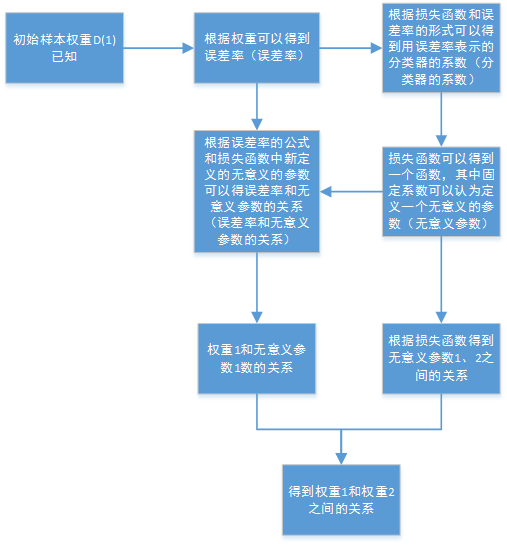 初始样本权重D(1)
已知
根据权重可以得到
误差率（误差率）
根据损失函数和误
差率的形式可以得
到用误差率表示的
分类器的系数（分
类器的系数）
根据误差率的公式
和损失函数中新定
义的无意义的参数
可以得误差率和无
意义参数的关系
（误差率和无意义
参数的关系）
损失函数可以得到
一个函数，其中固
定系数可以认为定
义一个无意义的参
数（无意义参数）
权重1和无意义参
数1数的关系
根据损失函数得到
无意义参数1、2之
间的关系
得到权重1和权重2
之间的关系